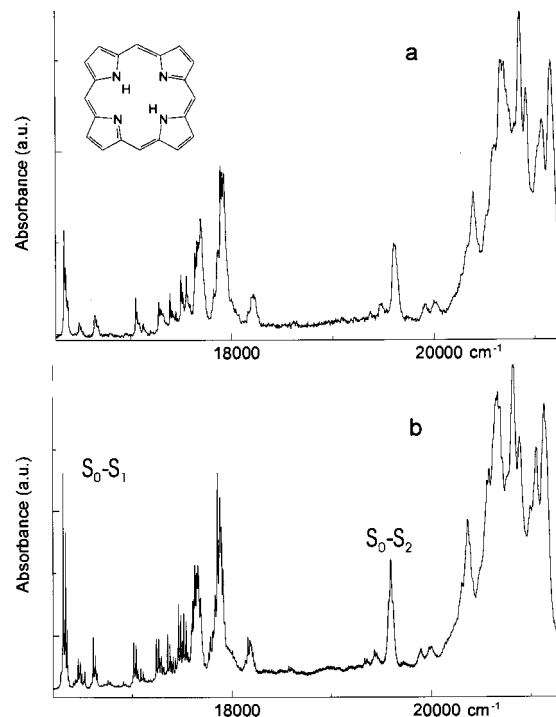 a
N
N
H
H
N
N
Absorbance (a.u.)
18000
20000 cm⁻¹
b
S₀-S₁
S₀-S₂
Absorbance (a.u.)
18000
20000 cm⁻¹